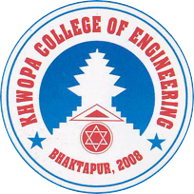 KHWOPA COLLEGE OF ENGINEERING
BHAKTAPUR, 2008